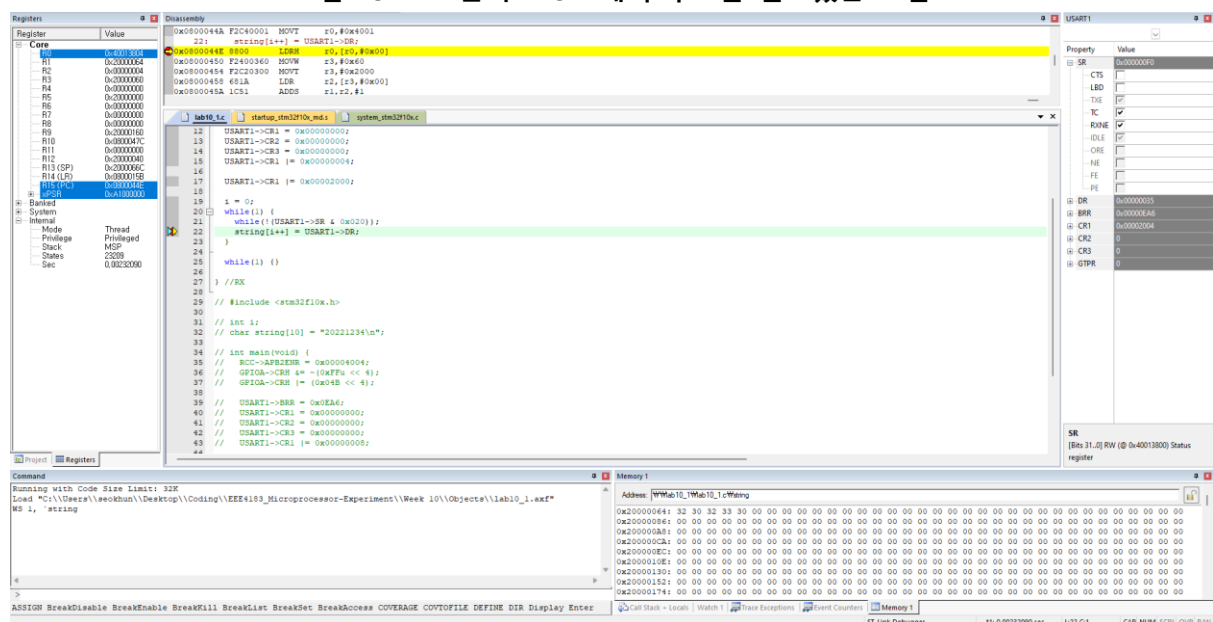 Registers
Register Value
Core
R0 0x40013804
R1 0x20000064
R2 0x00000004
R3 0x20000060
R4 0x00000000
R5 0x20000000
R6 0x00000000
R7 0x00000000
R8 0x00000000
R9 0x20000160
R10 0x0800047C
R11 0x00000000
R12 0x20000040
R13 (SP) 0x2000066C
R14 (LR) 0x0800015B
R15 (PC) 0x0800044E
xPSR 0xA1000000
Banked
System
Internal
Mode Thread
Privilege Privileged
Stack MSP
States 23209
Sec 0,00232090
Project Registers
Disassembly
0x0800044A F2C40001 MOVT r0,#0x4001
22: string[i++] = USART1->DR;
0x0800044E 8800 LDRH r0,[r0,#0x00]
0x08000450 F2400360 MOVW r3,#0x60
0x08000454 F2C20300 MOVT r3,#0x2000
0x08000458 681A LDR r2,[r3,#0x00]
0x0800045A 1C51 ADDS r1,r2,#1
lab10_1.c startup_stm32f10x_md.s system_stm32f10x.c
12 USART1->CR1 = 0x00000000;
13 USART1->CR2 = 0x00000000;
14 USART1->CR3 = 0x00000000;
15 USART1->CR1 |= 0x00000004;
16
17 USART1->CR1 |= 0x00002000;
18
19 i = 0;
20 while(1) {
21 while(!(USART1->SR & 0x020));
22 string[i++] = USART1->DR;
23 }
24
25 while(1) {}
26
27 } //RX
28
29 // #include <stm32f10x.h>
30
31 // int i;
32 // char string[10] = "20221234\n";
33
34 // int main(void) {
35 // RCC->APB2ENR = 0x00004004;
36 // GPIOA->CRH &= ~(0xFFu << 4);
37 // GPIOA->CRH |= (0x04B << 4);
38
39 // USART1->BRR = 0x0EA6;
40 // USART1->CR1 = 0x00000000;
41 // USART1->CR2 = 0x00000000;
42 // USART1->CR3 = 0x00000000;
43 // USART1->CR1 |= 0x00000008;
44
USART1
Property Value
SR 0x000000F0
CTS
LBD
TXE
TC
RXNE
IDLE
ORE
NE
FE
PE
DR 0x00000035
BRR 0x00000EA6
CR1 0x00002004
CR2 0
CR3 0
GTPR 0
SR
[Bits 31..0] RW (@ 0x40013800) Status
register
Command
Running with Code Size Limit: 32K
Load "C:\\Users\\seokhun\\Desktop\\Coding\\EEE4183_Microprocessor-Experiment\\Week 10\\Objects\\lab10_1.axf"
WS 1, `string
>
ASSIGN BreakDisable BreakEnable BreakKill BreakList BreakSet BreakAccess COVERAGE COVTOFILE DEFINE DIR Display Enter
Memory 1
Address: ₩₩lab10_1₩lab10_1.c₩string
0x20000064: 32 30 32 33 30 00 00 00 00 00 00 00 00 00 00 00 00 00 00 00 00 00 00 00 00 00 00 00 00 00 00 00 00 00
0x20000086: 00 00 00 00 00 00 00 00 00 00 00 00 00 00 00 00 00 00 00 00 00 00 00 00 00 00 00 00 00 00 00 00 00 00
0x200000A8: 00 00 00 00 00 00 00 00 00 00 00 00 00 00 00 00 00 00 00 00 00 00 00 00 00 00 00 00 00 00 00 00 00 00
0x200000CA: 00 00 00 00 00 00 00 00 00 00 00 00 00 00 00 00 00 00 00 00 00 00 00 00 00 00 00 00 00 00 00 00 00 00
0x200000EC: 00 00 00 00 00 00 00 00 00 00 00 00 00 00 00 00 00 00 00 00 00 00 00 00 00 00 00 00 00 00 00 00 00 00
0x2000010E: 00 00 00 00 00 00 00 00 00 00 00 00 00 00 00 00 00 00 00 00 00 00 00 00 00 00 00 00 00 00 00 00 00 00
0x20000130: 00 00 00 00 00 00 00 00 00 00 00 00 00 00 00 00 00 00 00 00 00 00 00 00 00 00 00 00 00 00 00 00 00 00
0x20000152: 00 00 00 00 00 00 00 00 00 00 00 00 00 00 00 00 00 00 00 00 00 00 00 00 00 00 00 00 00 00 00 00 00 00
0x20000174: 00 00 00 00 00 00 00 00 00 00 00 00 00 00 00 00 00 00 00 00 00 00 00 00 00 00 00 00 00 00 00 00 00 00
Call Stack + Locals Watch 1 Trace Exceptions Event Counters Memory 1